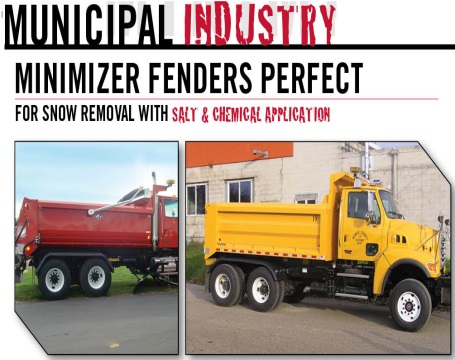 MUNICIPAL INDUSTRY
MINIMIZER FENDERS PERFECT
FOR SNOW REMOVAL WITH SALT & CHEMICAL APPLICATION